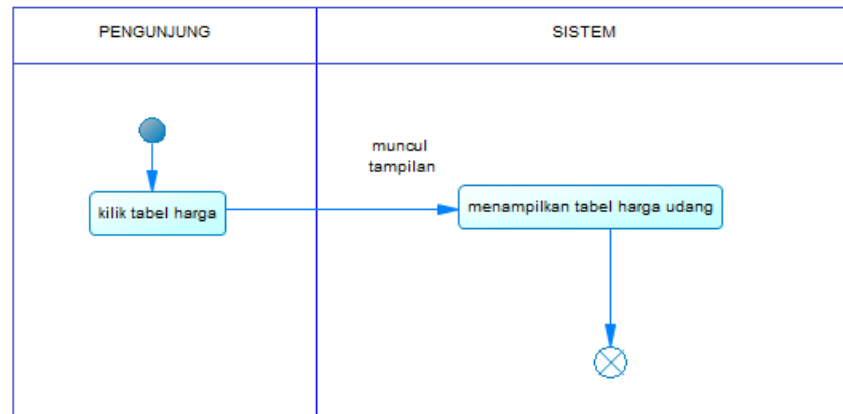 PENGUNJUNG
SISTEM
muncul
tampilan
kilik tabel harga
menampilkan tabel harga udang